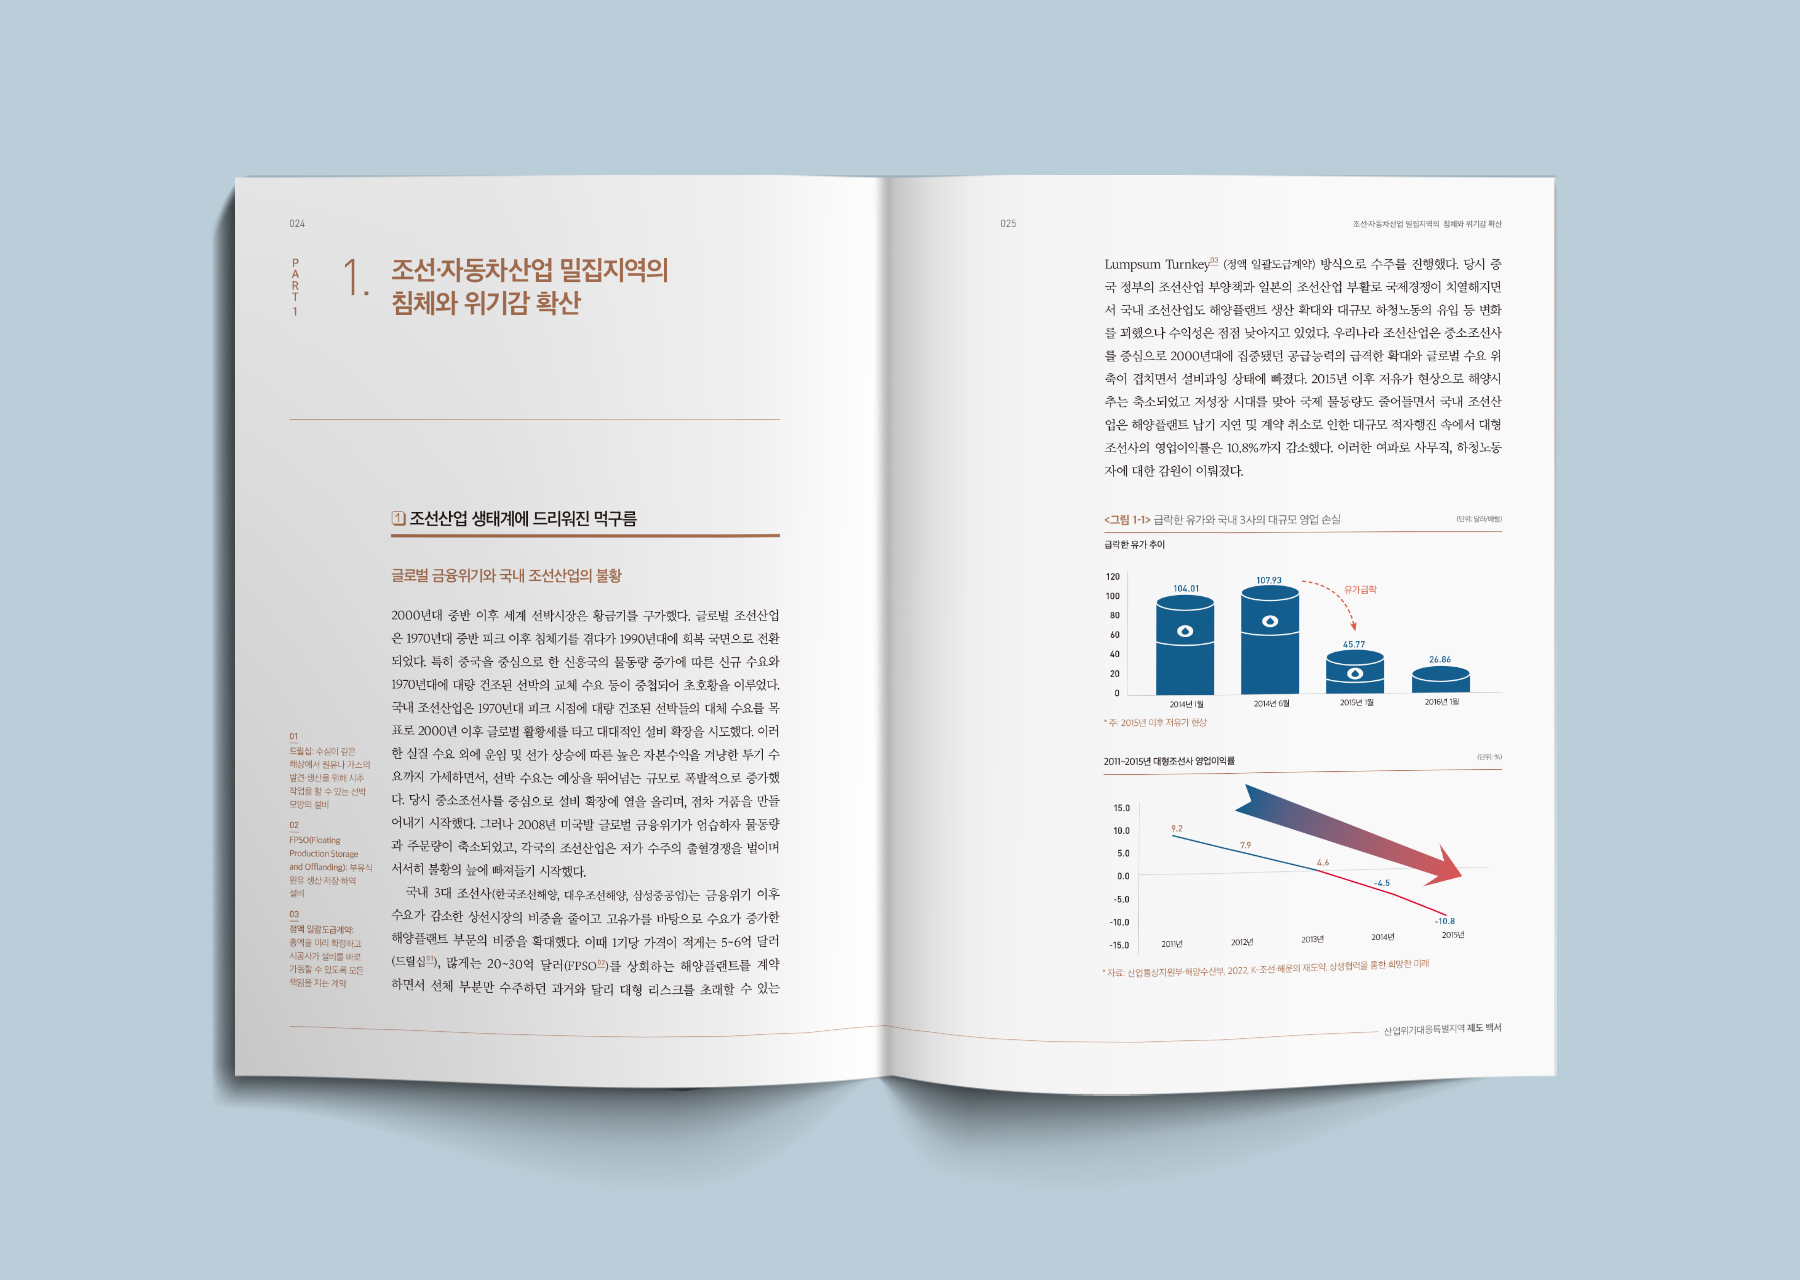 024
PART 1
1.
조선·자동차산업 밀집지역의
침체와 위기감 확산
1 조선산업 생태계에 드리워진 먹구름
글로벌 금융위기와 국내 조선산업의 불황
2000년대 중반 이후 세계 선박시장은 황금기를 구가했다. 글로벌 조선산업
은 1970년대 중반 피크 이후 침체기를 겪다가 1990년대에 회복 국면으로 전환
되었다. 특히 중국을 중심으로 한 신흥국의 물동량 증가에 따른 신규 수요와
1970년대에 대량 건조된 선박의 교체 수요 등이 중첩되어 초호황을 이루었다.
국내 조선산업은 1970년대 피크 시점에 대량 건조된 선박들의 대체 수요를 목
표로 2000년 이후 글로벌 활황세를 타고 대대적인 설비 확장을 시도했다. 이러
한 실질 수요 외에 운임 및 선가 상승에 따른 높은 자본수익을 겨냥한 투기 수
요까지 가세하면서, 선박 수요는 예상을 뛰어넘는 규모로 폭발적으로 증가했
다. 당시 중소조선사를 중심으로 설비 확장에 열을 올리며, 점차 거품을 만들
어내기 시작했다. 그러나 2008년 미국발 글로벌 금융위기가 엄습하자 물동량
과 주문량이 축소되었고, 각국의 조선산업은 저가 수주의 출혈경쟁을 벌이며
서서히 불황의 늪에 빠져들기 시작했다.
국내 3대 조선사(한국조선해양, 대우조선해양, 삼성중공업)는 금융위기 이후
수요가 감소한 상선시장의 비중을 줄이고 고유가를 바탕으로 수요가 증가한
해양플랜트 부문의 비중을 확대했다. 이때 1기당 가격이 적게는 5~6억 달러
(드릴십01), 많게는 20~30억 달러(FPSO02)를 상회하는 해양플랜트를 계약
하면서 선체 부분만 수주하던 과거와 달리 대형 리스크를 초래할 수 있는
01
드릴십: 수심이 깊은
해상에서 원유나 가스의
발견·생산을 위해 시추
작업을 할 수 있는 선박
모양의 설비
02
FPSO(Floating
Production Storage
and Offlanding): 부유식
원유 생산·저장·하역
설비
03
정액 일괄도급계약:
총액을 미리 확정하고
시공사가 설비를 바로
가동할 수 있도록 모든
책임을 지는 계약
025
조선·자동차산업 밀집지역의 침체와 위기감 확산
Lumpsum Turnkey03 (정액 일괄도급계약) 방식으로 수주를 진행했다. 당시 중
국 정부의 조선산업 부양책과 일본의 조선산업 부활로 국제경쟁이 치열해지면
서 국내 조선산업도 해양플랜트 생산 확대와 대규모 하청노동의 유입 등 변화
를 꾀했으나 수익성은 점점 낮아지고 있었다. 우리나라 조선산업은 중소조선사
를 중심으로 2000년대에 집중됐던 공급능력의 급격한 확대와 글로벌 수요 위
축이 겹치면서 설비과잉 상태에 빠졌다. 2015년 이후 저유가 현상으로 해양시
추는 축소되었고 저성장 시대를 맞아 국제 물동량도 줄어들면서 국내 조선산
업은 해양플랜트 납기 지연 및 계약 취소로 인한 대규모 적자행진 속에서 대형
조선사의 영업이익률은 10.8%까지 감소했다. 이러한 여파로 사무직, 하청노동
자에 대한 감원이 이뤄졌다.
<그림 1-1> 급락한 유가와 국내 3사의 대규모 영업 손실
(단위: 달러/배럴)
급락한 유가 추이
120
100
80
60
40
20
0
104.01
107.93
45.77
26.86
유가급락
2014년 1월
2014년 6월
2015년 1월
2016년 1월
* 주: 2015년 이후 저유가 현상
2011~2015년 대형조선사 영업이익률
(단위: %)
15.0
10.0
5.0
0.0
-5.0
-10.0
-15.0
9.2
7.9
4.6
-4.5
-10.8
2011년
2012년
2013년
2014년
2015년
* 자료: 산업통상자원부·해양수산부, 2022, K-조선·해운의 재도약, 상생협력을 통한 희망찬 미래
산업위기대응특별지역 제도 백서